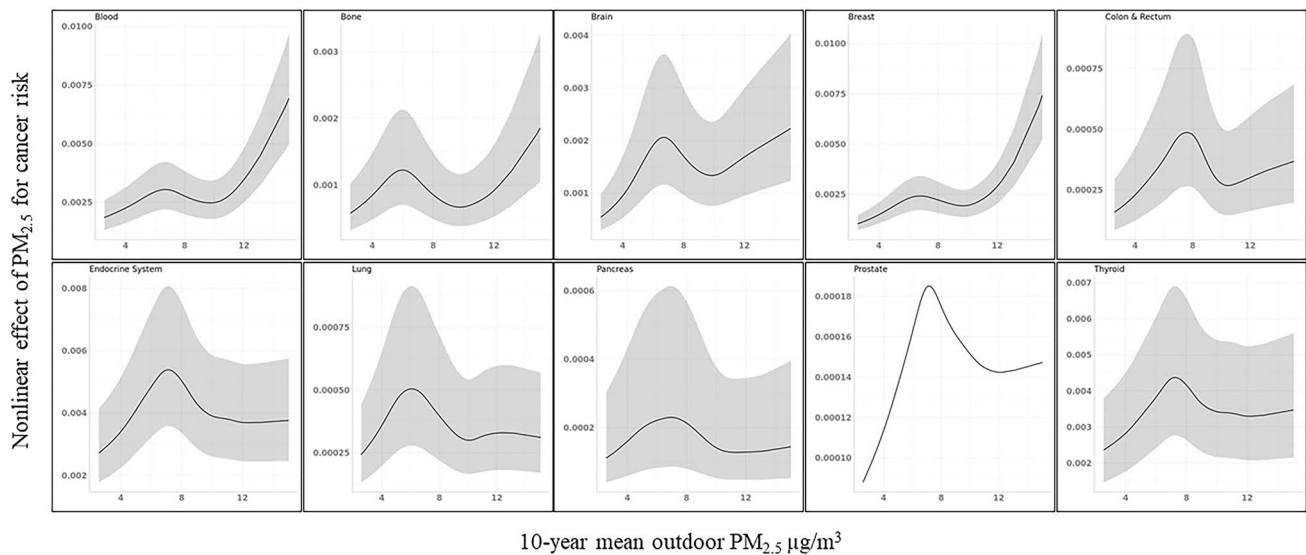 Nonlinear effect of PM2.5 for cancer risk
Blood
0.0100
0.0075
0.0050
0.0025
4 8 12
Bone
0.003
0.002
0.001
4 8 12
Brain
0.004
0.003
0.002
0.001
4 8 12
Breast
0.0100
0.0075
0.0050
0.0025
4 8 12
Colon & Rectum
0.00075
0.00050
0.00025
4 8 12
Endocrine System
0.008
0.006
0.004
0.002
4 8 12
Lung
0.00075
0.00050
0.00025
4 8 12
Pancreas
0.0006
0.0004
0.0002
4 8 12
Prostate
0.00018
0.00016
0.00014
0.00012
0.00010
4 8 12
Thyroid
0.007
0.006
0.005
0.004
0.003
0.002
4 8 12
10-year mean outdoor PM2.5 µg/m³